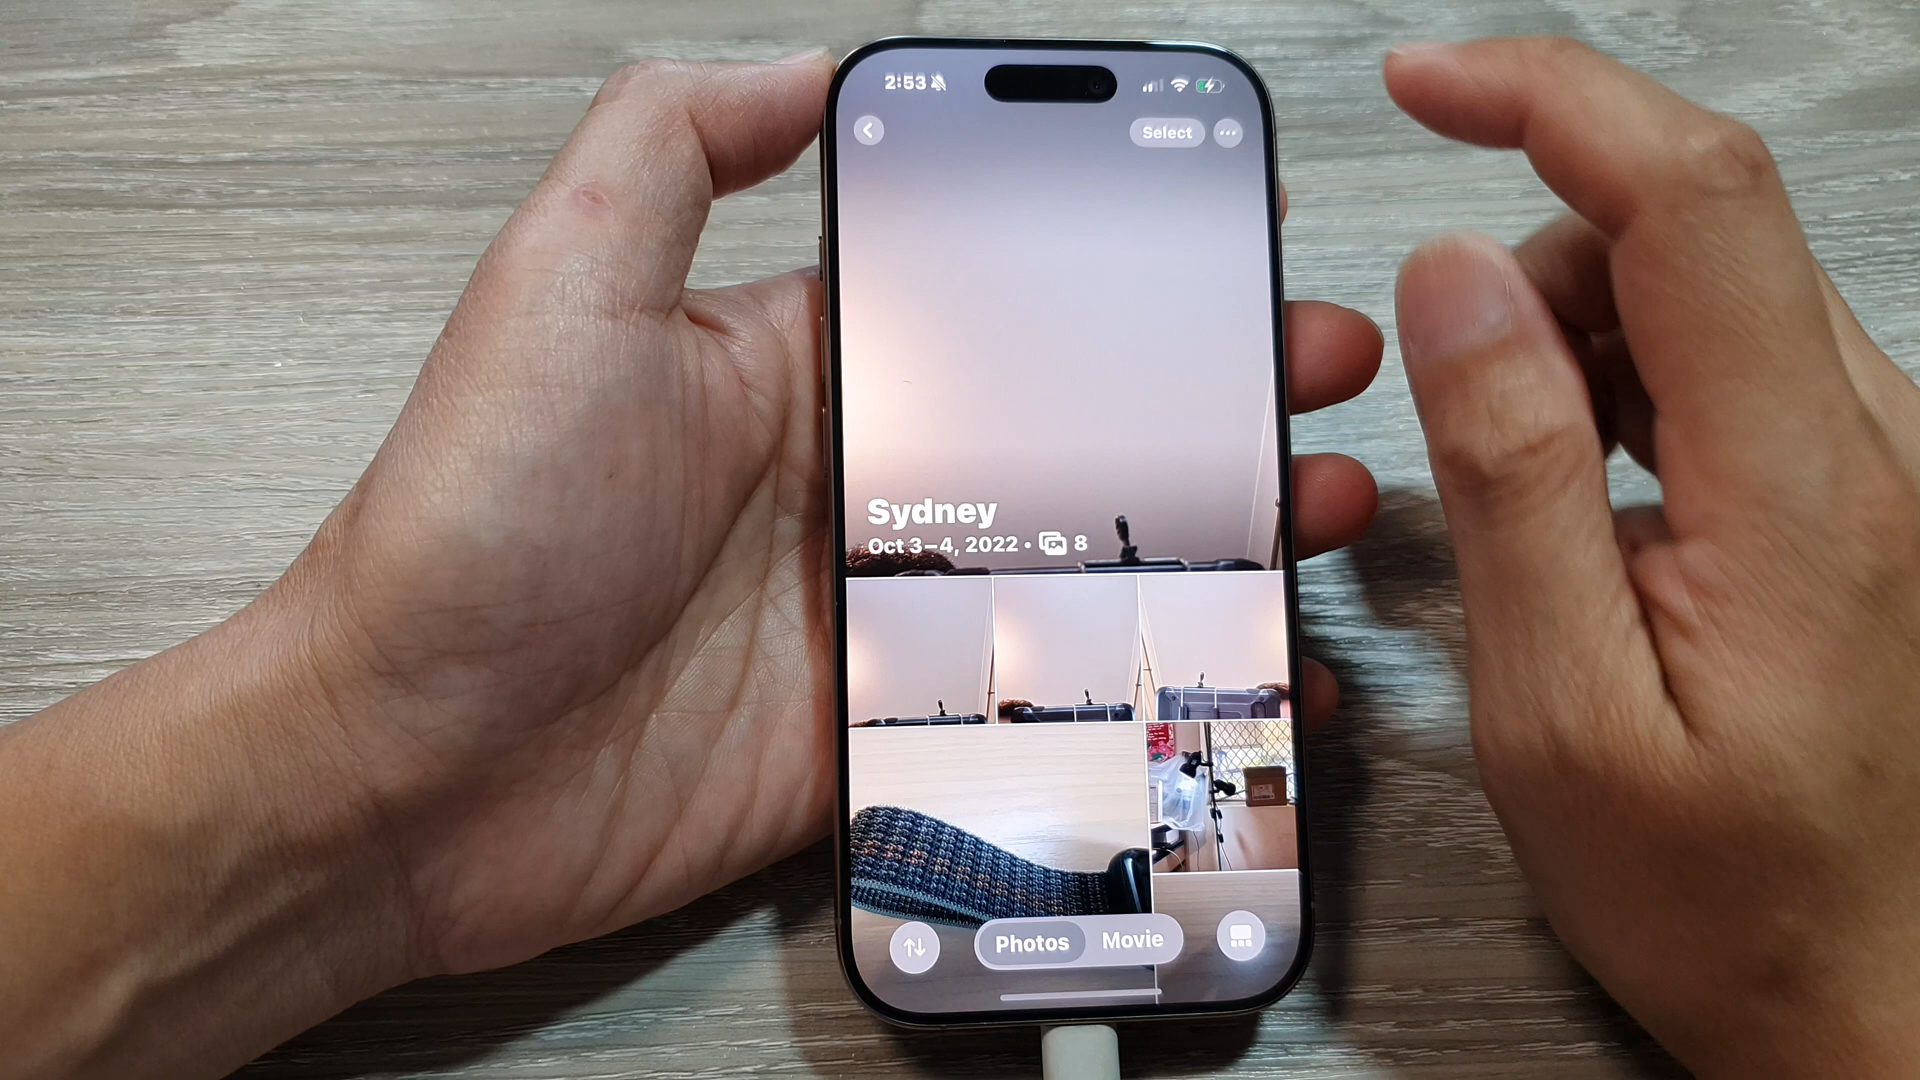 2:53
Select
Sydney
Oct 3–4, 2022 • 8
Photos Movie